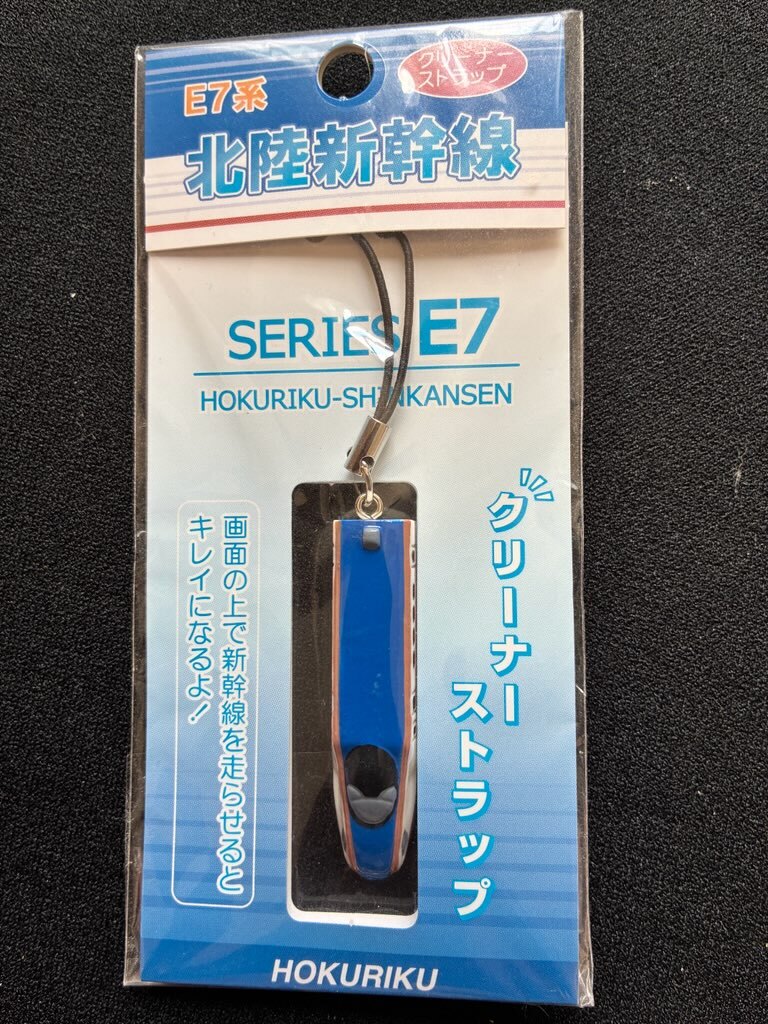 クリーナー
ストラップ
E7系
北陸新幹線
SERIES E7
HOKURIKU-SHINKANSEN
クリーナー
ストラップ
画面の上で新幹線を走らせると
キレイになるよ！
HOKURIKU